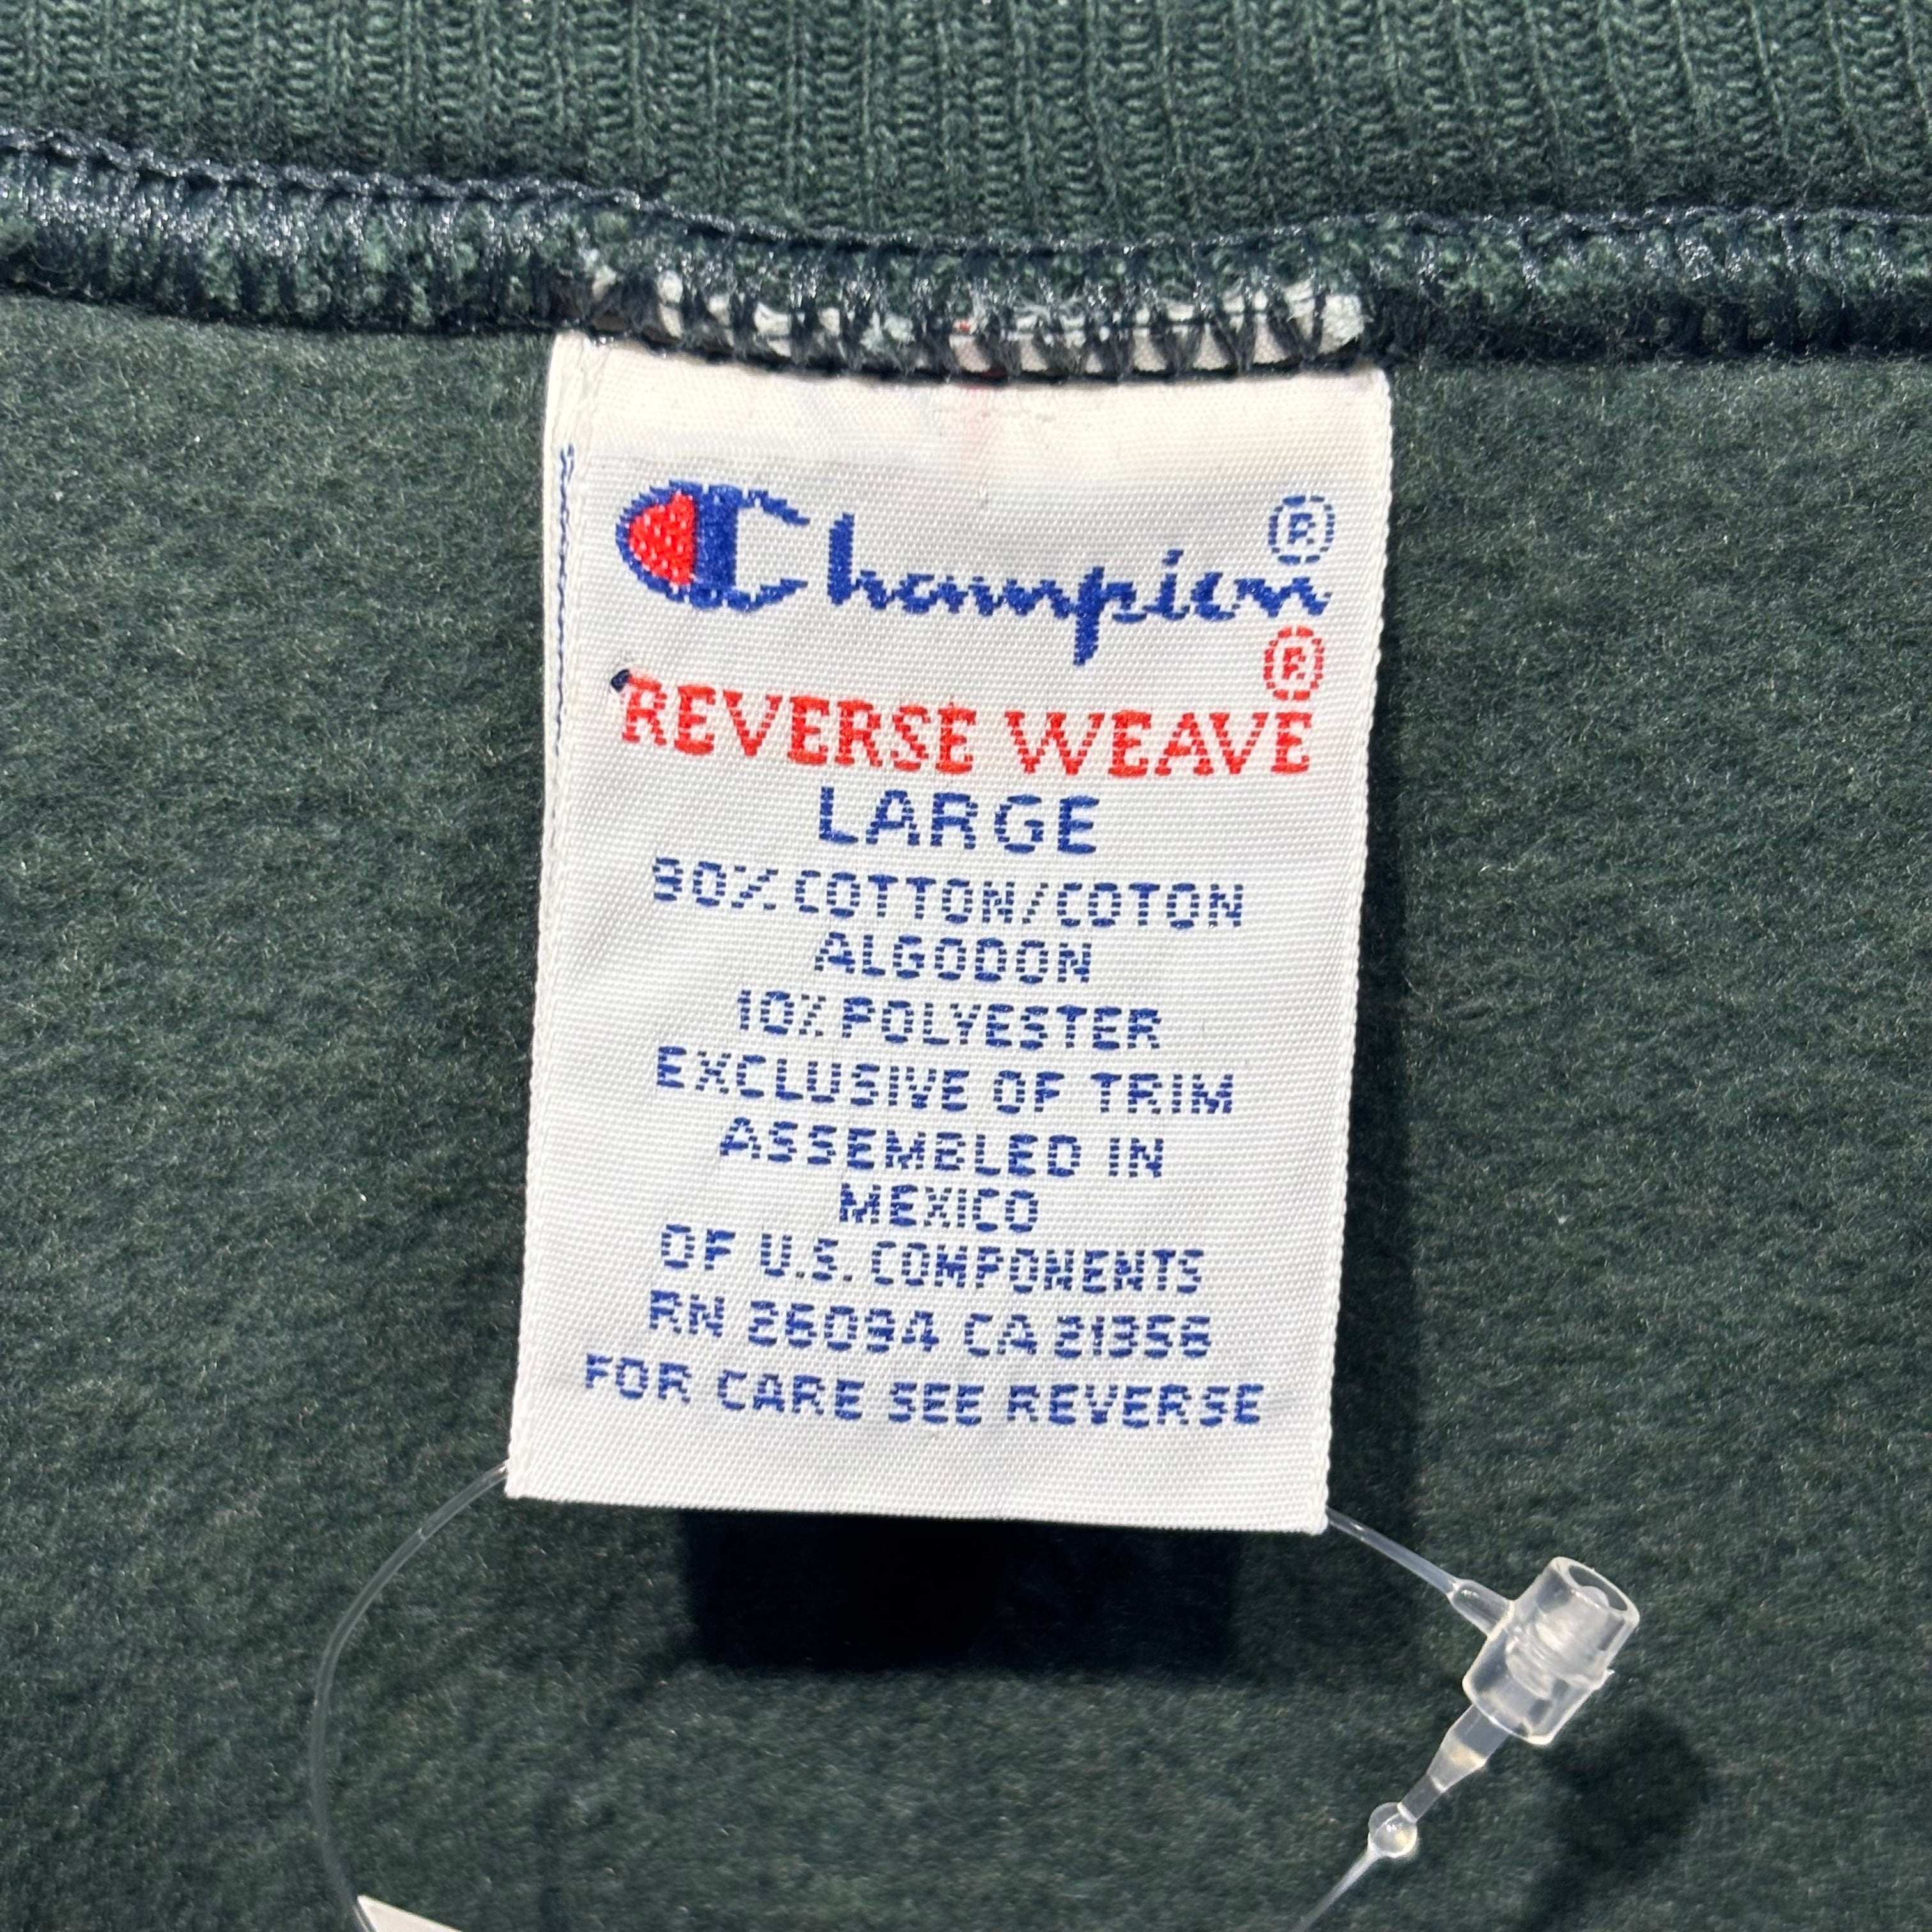 Champion®
REVERSE WEAVE®
LARGE
90% COTTON/COTON
ALGODON
10% POLYESTER
EXCLUSIVE OF TRIM
ASSEMBLED IN
MEXICO
OF U.S. COMPONENTS
RN 26094 CA 21356
FOR CARE SEE REVERSE